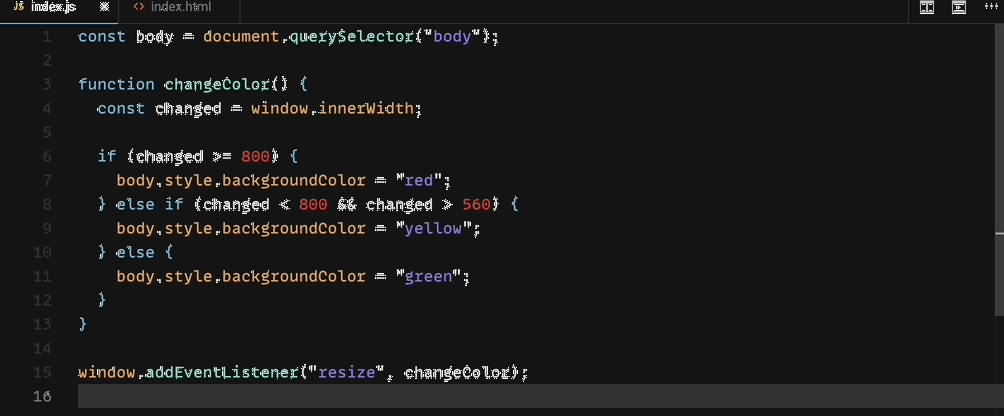 JS index.js
<> index.html
1 const body = document.querySelector("body");
2
3 function changeColor() {
4 const changed = window.innerWidth;
5
6 if (changed >= 800) {
7 body.style.backgroundColor = "red";
8 } else if (changed < 800 && changed > 560) {
9 body.style.backgroundColor = "yellow";
10 } else {
11 body.style.backgroundColor = "green";
12 }
13 }
14
15 window.addEventListener("resize", changeColor);
16